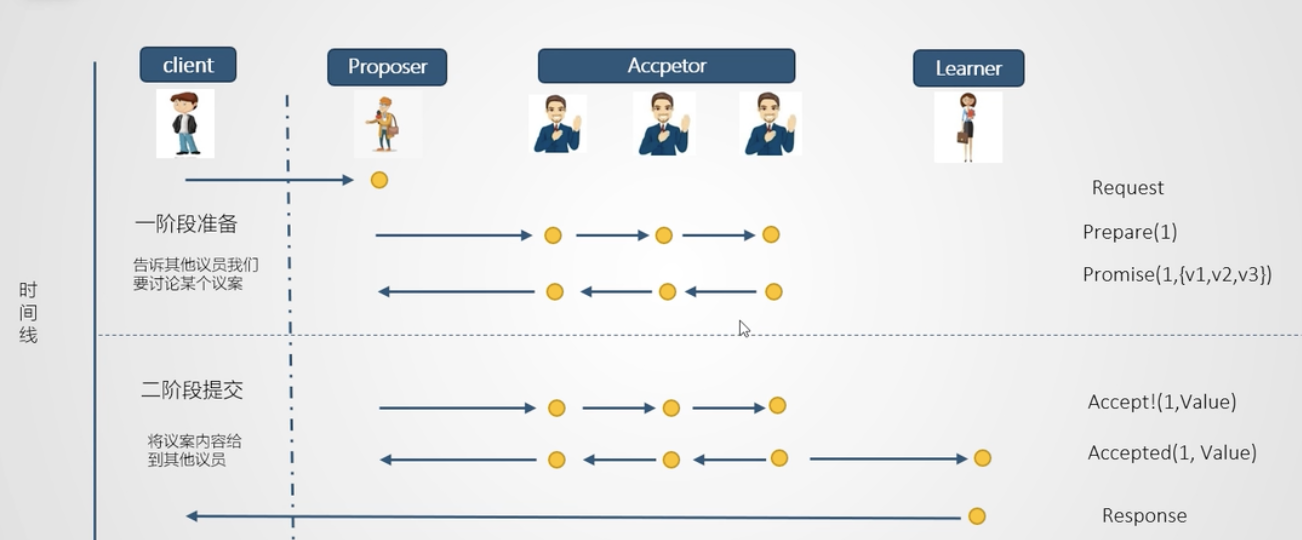 client
Proposer
Accpetor
Learner
Request
一阶段准备
Prepare(1)
告诉其他议员我们
要讨论某个议案
Promise(1,{v1,v2,v3})
时
间
线
二阶段提交
Accept!(1,Value)
将议案内容给
到其他议员
Accepted(1, Value)
Response